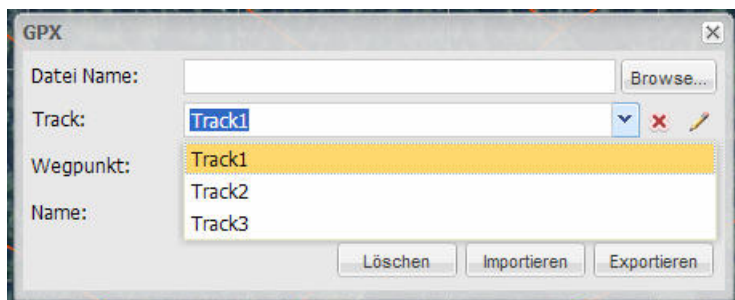 GPX
Datei Name: Browse...
Track: Track1
Wegpunkt: Track1
Track2
Name: Track3
Löschen Importieren Exportieren